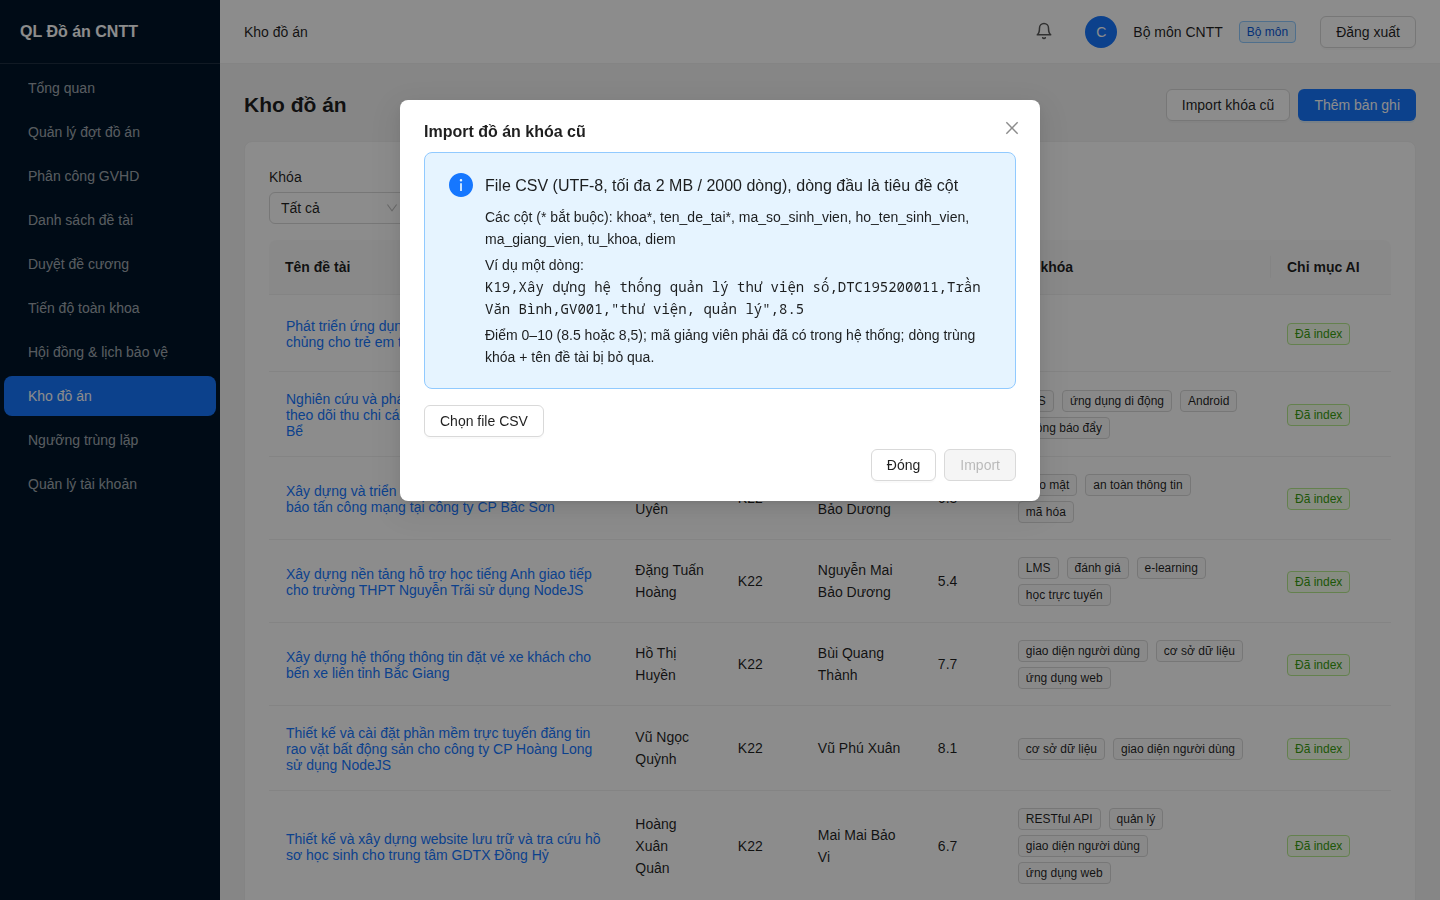 QL Đồ án CNTT
Kho đồ án
C
Bộ môn CNTT
Bộ môn
Đăng xuất
Tổng quan
Quản lý đợt đồ án
Phân công GVHD
Danh sách đề tài
Duyệt đề cương
Tiến độ toàn khoa
Hội đồng & lịch bảo vệ
Kho đồ án
Ngưỡng trùng lặp
Quản lý tài khoản
Kho đồ án
Import khóa cũ
Thêm bản ghi
Khóa
Tất cả
Import đồ án khóa cũ
File CSV (UTF-8, tối đa 2 MB / 2000 dòng), dòng đầu là tiêu đề cột
Các cột (* bắt buộc): khoa*, ten_de_tai*, ma_so_sinh_vien, ho_ten_sinh_vien,
ma_giang_vien, tu_khoa, diem
Ví dụ một dòng:
K19,Xây dựng hệ thống quản lý thư viện số,DTC195200011,Trần
Văn Bình,GV001,"thư viện, quản lý",8.5
Điểm 0–10 (8.5 hoặc 8,5); mã giảng viên phải đã có trong hệ thống; dòng trùng
khóa + tên đề tài bị bỏ qua.
Chọn file CSV
Đóng
Import
Tên đề tài
khóa
Chỉ mục AI
Phát triển ứng dụn
chủng cho trẻ em
Đã index
Nghiên cứu và phá
theo dõi thu chi cá
Bể
ứng dụng di động
Android
báo đẩy
Đã index
Xây dựng và triển
báo tấn công mạng tại công ty CP Bắc Sơn
Uyên
Bảo Dương
mật
an toàn thông tin
mã hóa
Đã index
Xây dựng nền tảng hỗ trợ học tiếng Anh giao tiếp
cho trường THPT Nguyễn Trãi sử dụng NodeJS
Đặng Tuấn
Hoàng
K22
Nguyễn Mai
Bảo Dương
5.4
LMS
đánh giá
e-learning
học trực tuyến
Đã index
Xây dựng hệ thống thông tin đặt vé xe khách cho
bến xe liên tỉnh Bắc Giang
Hồ Thị
Huyền
K22
Bùi Quang
Thành
7.7
giao diện người dùng
cơ sở dữ liệu
ứng dụng web
Đã index
Thiết kế và cài đặt phần mềm trực tuyến đăng tin
rao vặt bất động sản cho công ty CP Hoàng Long
sử dụng NodeJS
Vũ Ngọc
Quỳnh
K22
Vũ Phú Xuân
8.1
cơ sở dữ liệu
giao diện người dùng
Đã index
Thiết kế và xây dựng website lưu trữ và tra cứu hồ
sơ học sinh cho trung tâm GDTX Đồng Hỷ
Hoàng
Xuân
Quân
K22
Mai Mai Bảo
Vi
6.7
RESTful API
quản lý
giao diện người dùng
ứng dụng web
Đã index